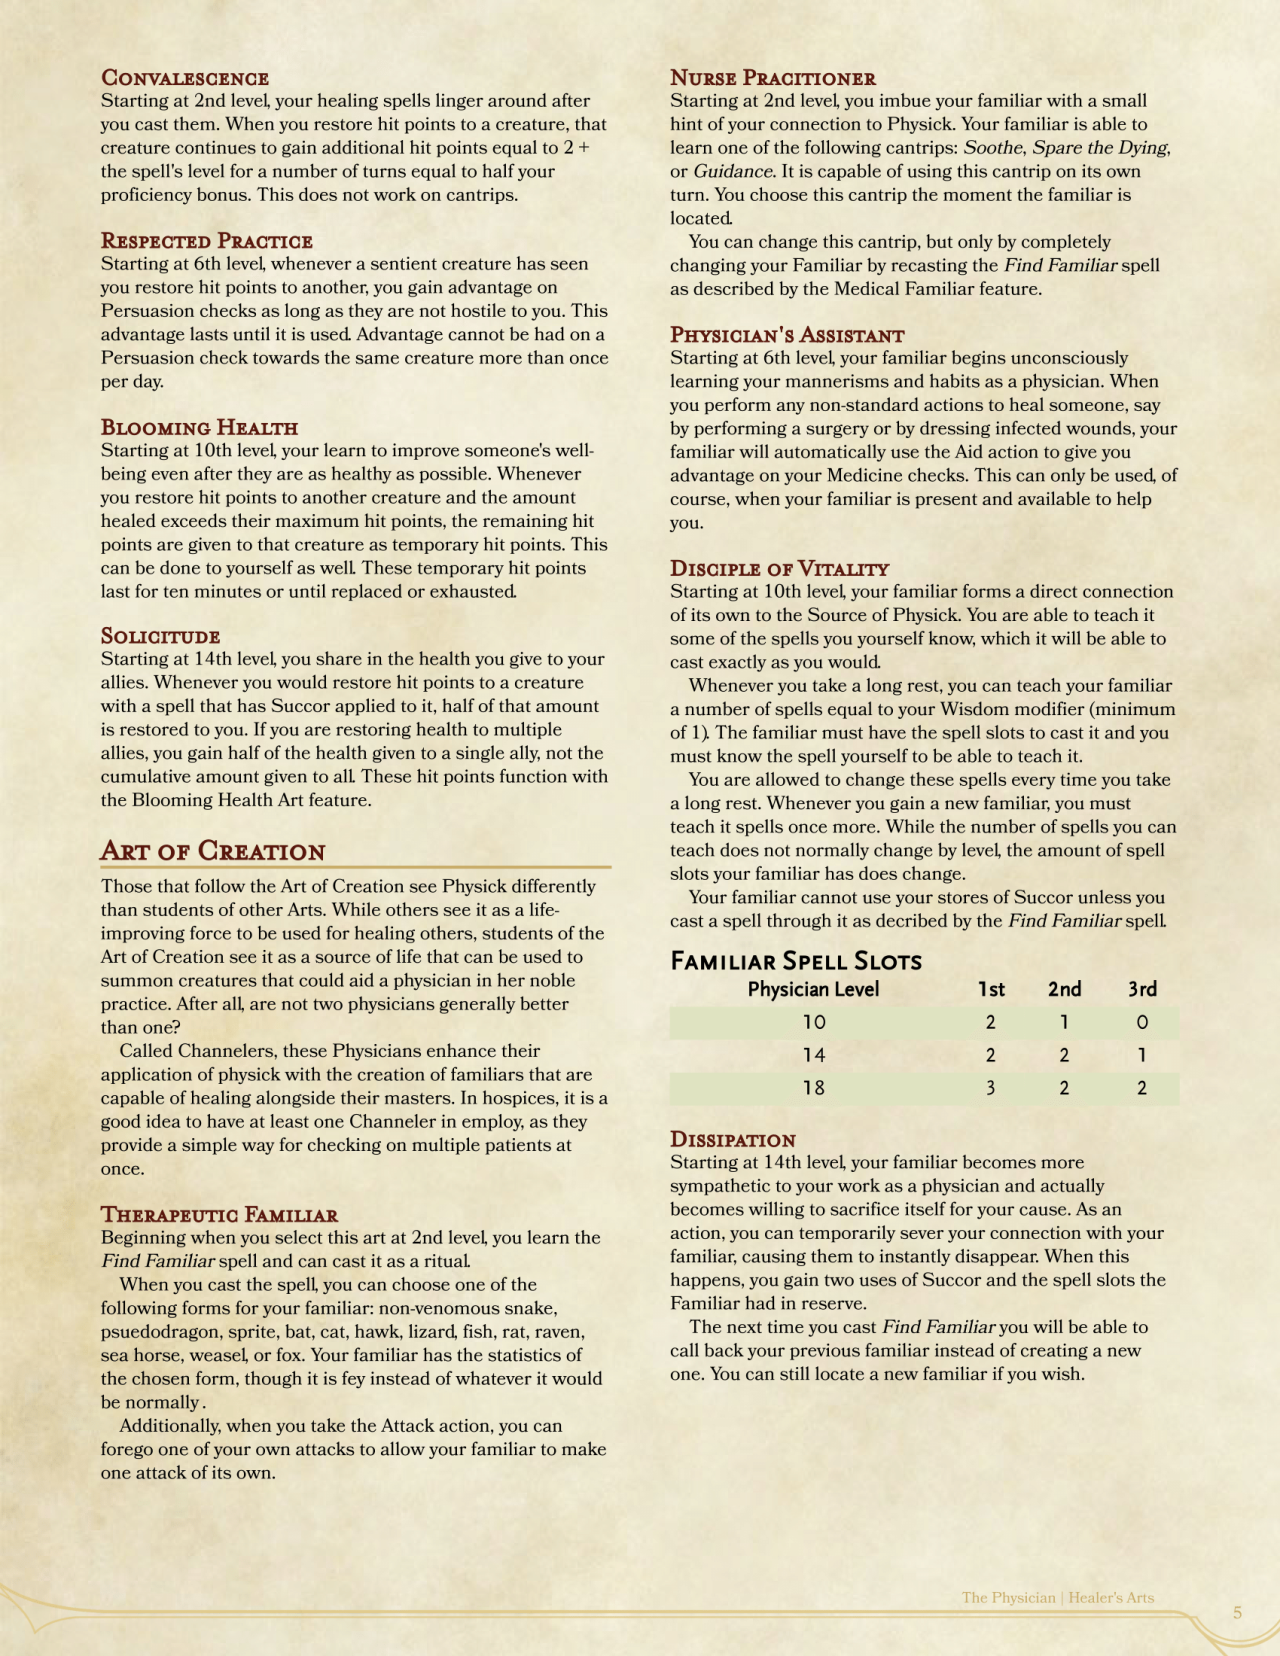 Convalescence
Starting at 2nd level, your healing spells linger around after
you cast them. When you restore hit points to a creature, that
creature continues to gain additional hit points equal to 2 +
the spell's level for a number of turns equal to half your
proficiency bonus. This does not work on cantrips.
Respected Practice
Starting at 6th level, whenever a sentient creature has seen
you restore hit points to another, you gain advantage on
Persuasion checks as long as they are not hostile to you. This
advantage lasts until it is used. Advantage cannot be had on a
Persuasion check towards the same creature more than once
per day.
Blooming Health
Starting at 10th level, your learn to improve someone's well-
being even after they are as healthy as possible. Whenever
you restore hit points to another creature and the amount
healed exceeds their maximum hit points, the remaining hit
points are given to that creature as temporary hit points. This
can be done to yourself as well. These temporary hit points
last for ten minutes or until replaced or exhausted.
Solicitude
Starting at 14th level, you share in the health you give to your
allies. Whenever you would restore hit points to a creature
with a spell that has Succor applied to it, half of that amount
is restored to you. If you are restoring health to multiple
allies, you gain half of the health given to a single ally, not the
cumulative amount given to all. These hit points function with
the Blooming Health Art feature.
Art of Creation
Those that follow the Art of Creation see Physick differently
than students of other Arts. While others see it as a life-
improving force to be used for healing others, students of the
Art of Creation see it as a source of life that can be used to
summon creatures that could aid a physician in her noble
practice. After all, are not two physicians generally better
than one?
Called Channelers, these Physicians enhance their
application of physick with the creation of familiars that are
capable of healing alongside their masters. In hospices, it is a
good idea to have at least one Channeler in employ, as they
provide a simple way for checking on multiple patients at
once.
Therapeutic Familiar
Beginning when you select this art at 2nd level, you learn the
Find Familiar spell and can cast it as a ritual.
When you cast the spell, you can choose one of the
following forms for your familiar: non-venomous snake,
psuedodragon, sprite, bat, cat, hawk, lizard, fish, rat, raven,
sea horse, weasel, or fox. Your familiar has the statistics of
the chosen form, though it is fey instead of whatever it would
be normally .
Additionally, when you take the Attack action, you can
forego one of your own attacks to allow your familiar to make
one attack of its own.
Nurse Pracitioner
Starting at 2nd level, you imbue your familiar with a small
hint of your connection to Physick. Your familiar is able to
learn one of the following cantrips: Soothe, Spare the Dying,
or Guidance. It is capable of using this cantrip on its own
turn. You choose this cantrip the moment the familiar is
located.
You can change this cantrip, but only by completely
changing your Familiar by recasting the Find Familiar spell
as described by the Medical Familiar feature.
Physician's Assistant
Starting at 6th level, your familiar begins unconsciously
learning your mannerisms and habits as a physician. When
you perform any non-standard actions to heal someone, say
by performing a surgery or by dressing infected wounds, your
familiar will automatically use the Aid action to give you
advantage on your Medicine checks. This can only be used, of
course, when your familiar is present and available to help
you.
Disciple of Vitality
Starting at 10th level, your familiar forms a direct connection
of its own to the Source of Physick. You are able to teach it
some of the spells you yourself know, which it will be able to
cast exactly as you would.
Whenever you take a long rest, you can teach your familiar
a number of spells equal to your Wisdom modifier (minimum
of 1). The familiar must have the spell slots to cast it and you
must know the spell yourself to be able to teach it.
You are allowed to change these spells every time you take
a long rest. Whenever you gain a new familiar, you must
teach it spells once more. While the number of spells you can
teach does not normally change by level, the amount of spell
slots your familiar has does change.
Your familiar cannot use your stores of Succor unless you
cast a spell through it as decribed by the Find Familiar spell.
Familiar Spell Slots
Physician Level 1st 2nd 3rd
10 2 1 0
14 2 2 1
18 3 2 2
Dissipation
Starting at 14th level, your familiar becomes more
sympathetic to your work as a physician and actually
becomes willing to sacrifice itself for your cause. As an
action, you can temporarily sever your connection with your
familiar, causing them to instantly disappear. When this
happens, you gain two uses of Succor and the spell slots the
Familiar had in reserve.
The next time you cast Find Familiar you will be able to
call back your previous familiar instead of creating a new
one. You can still locate a new familiar if you wish.
The Physician | Healer's Arts
5